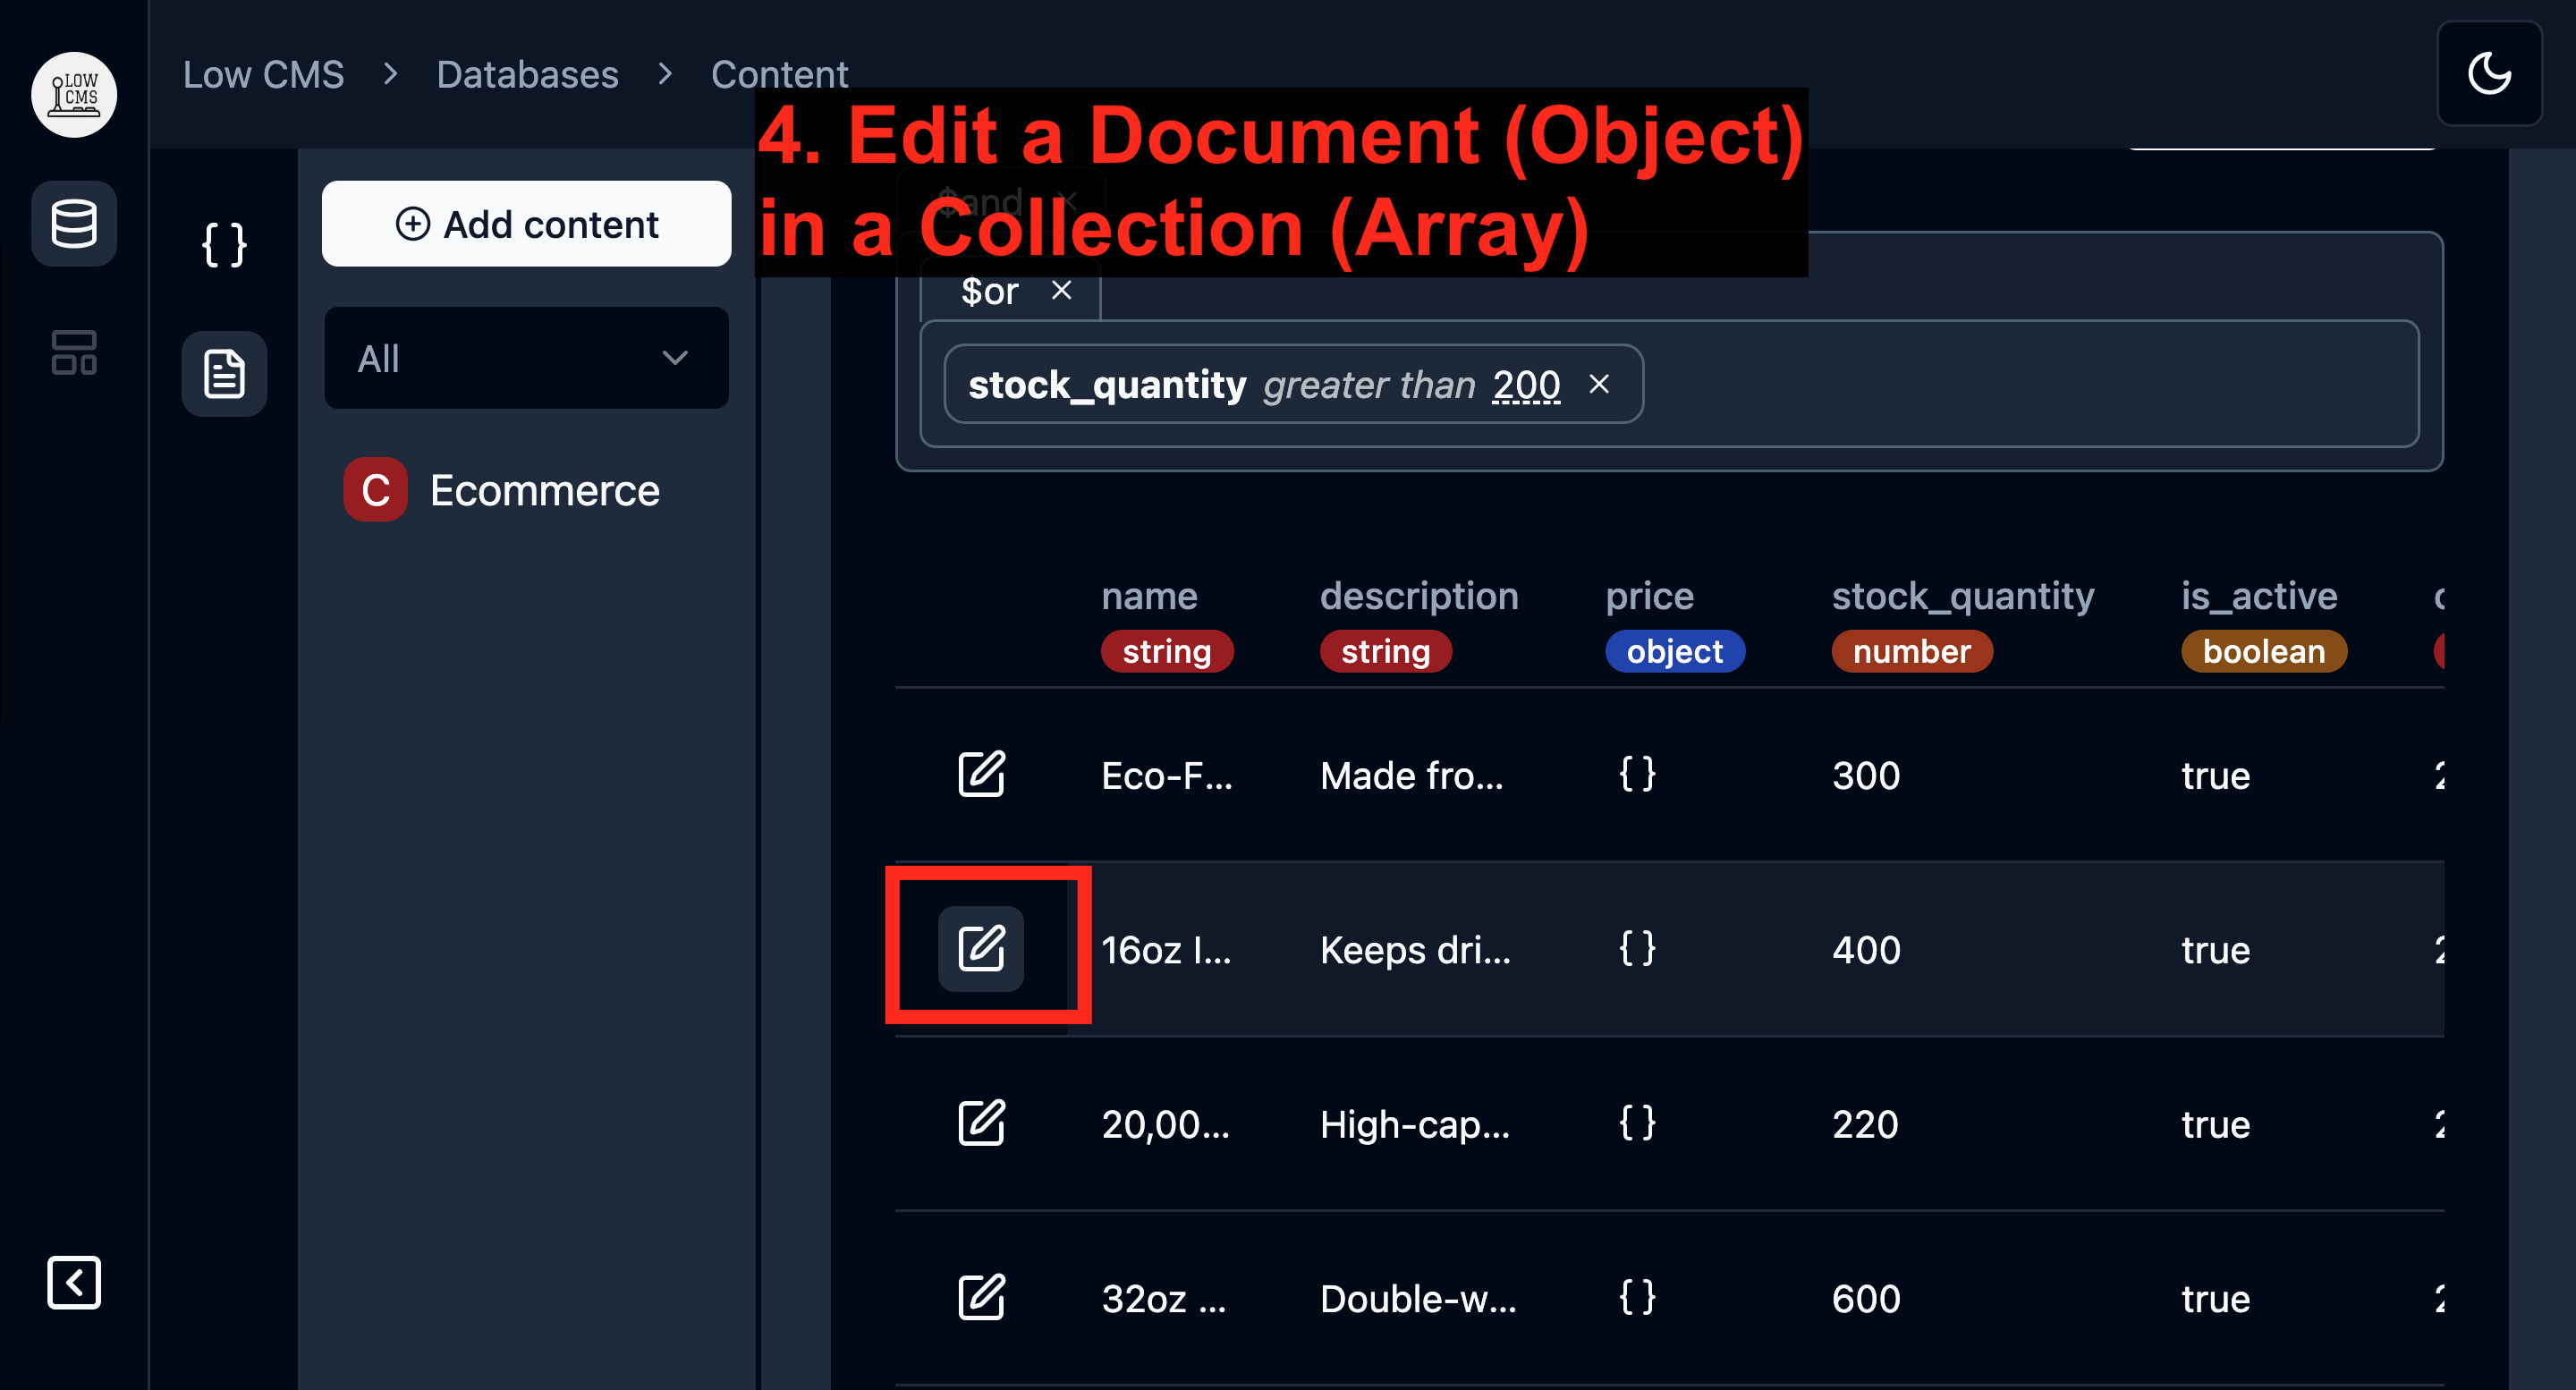 LOW
CMS
Low CMS > Databases > Content
4. Edit a Document (Object)
in a Collection (Array)
Add content
$and ×
$or ×
All
stock_quantity greater than 200 ×
C Ecommerce
name description price stock_quantity is_active
string string object number boolean
Eco-F... Made fro... {} 300 true
16oz I... Keeps dri... {} 400 true
20,00... High-cap... {} 220 true
32oz ... Double-w... {} 600 true